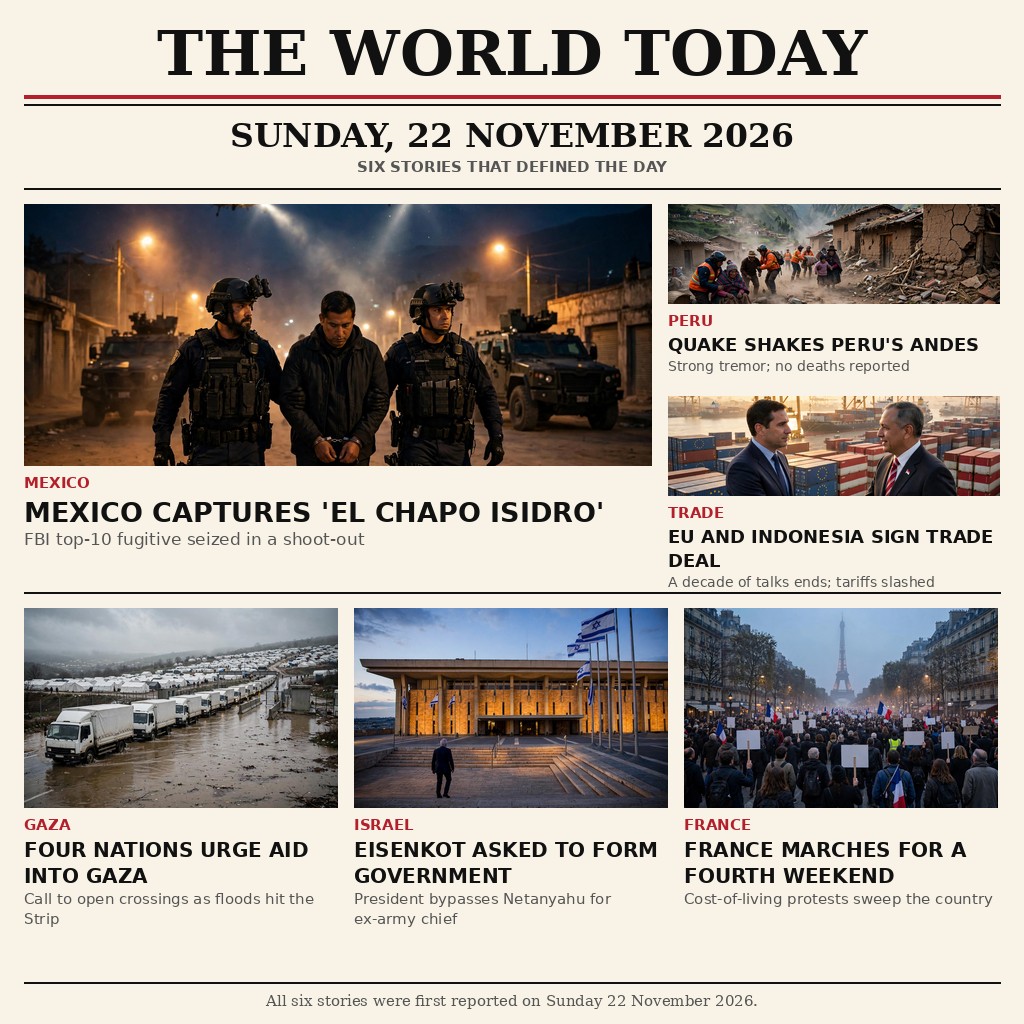 THE WORLD TODAY
SUNDAY, 22 NOVEMBER 2026
SIX STORIES THAT DEFINED THE DAY
MEXICO
MEXICO CAPTURES 'EL CHAPO ISIDRO'
FBI top-10 fugitive seized in a shoot-out
PERU
QUAKE SHAKES PERU'S ANDES
Strong tremor; no deaths reported
TRADE
EU AND INDONESIA SIGN TRADE
DEAL
A decade of talks ends; tariffs slashed
GAZA
FOUR NATIONS URGE AID
INTO GAZA
Call to open crossings as floods hit the
Strip
ISRAEL
EISENKOT ASKED TO FORM
GOVERNMENT
President bypasses Netanyahu for
ex-army chief
FRANCE
FRANCE MARCHES FOR A
FOURTH WEEKEND
Cost-of-living protests sweep the country
All six stories were first reported on Sunday 22 November 2026.